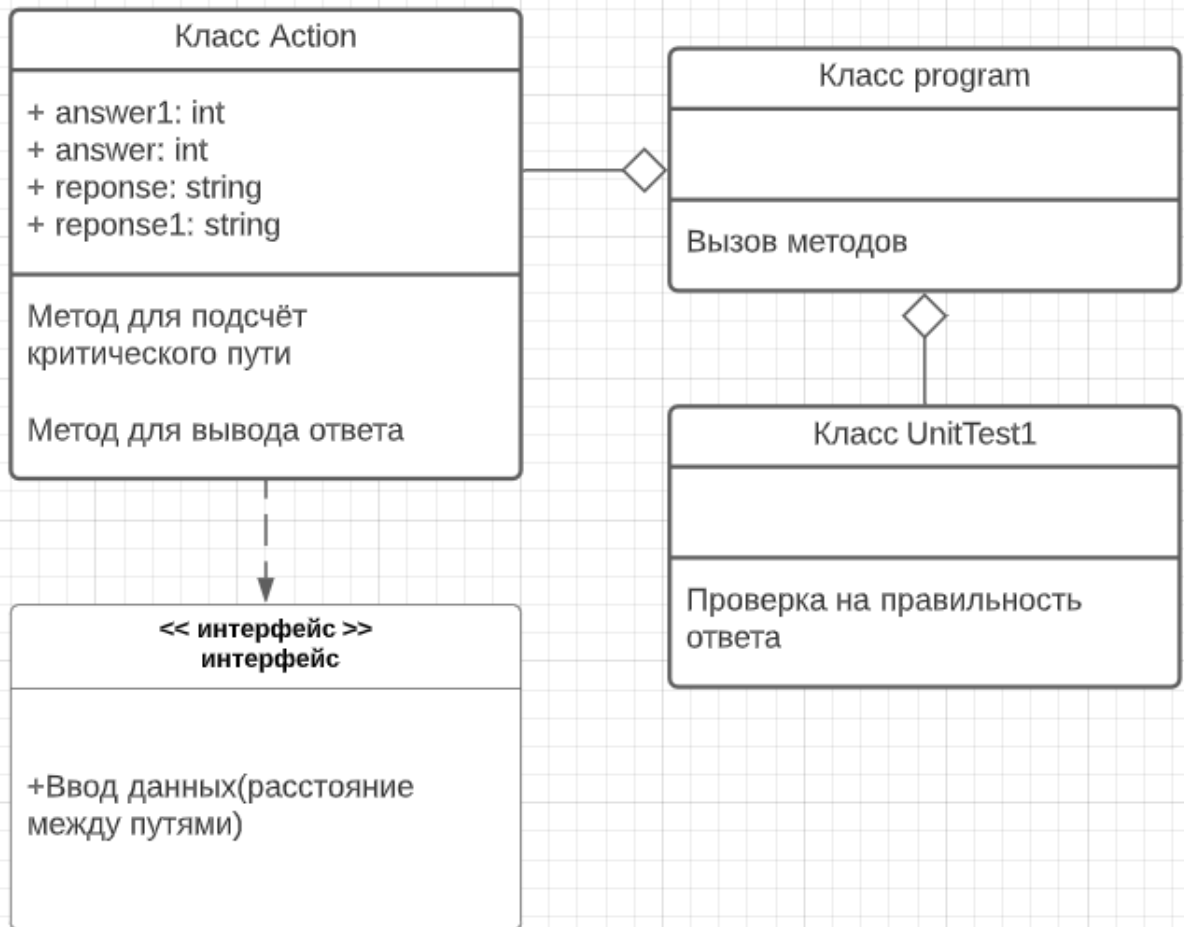 Класс Action
+ answer1: int
+ answer: int
+ reponse: string
+ reponse1: string
Метод для подсчёт
критического пути
Метод для вывода ответа
<< интерфейс >>
интерфейс
+Ввод данных(расстояние
между путями)
Класс program
Вызов методов
Класс UnitTest1
Проверка на правильность
ответа